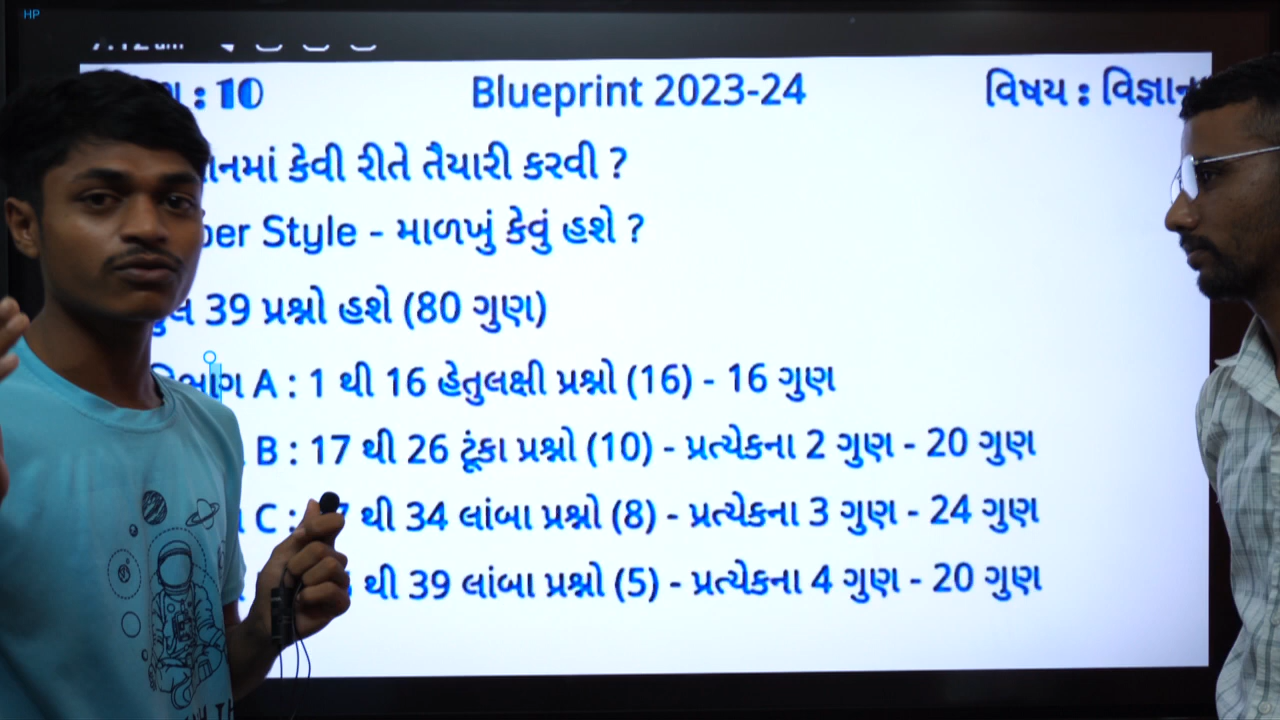 HP
: 10 Blueprint 2023-24 વિષય : વિજ્ઞાન
કેવી રીતે તૈયારી કરવી ?
Style - માળખું કેવું હશે ?
39 પ્રશ્નો હશે (80 ગુણ)
વિભાગ A : 1 થી 16 હેતુલક્ષી પ્રશ્નો (16) - 16 ગુણ
B : 17 થી 26 ટૂંકા પ્રશ્નો (10) - પ્રત્યેકના 2 ગુણ - 20 ગુણ
C : થી 34 લાંબા પ્રશ્નો (8) - પ્રત્યેકના 3 ગુણ - 24 ગુણ
થી 39 લાંબા પ્રશ્નો (5) - પ્રત્યેકના 4 ગુણ - 20 ગુણ